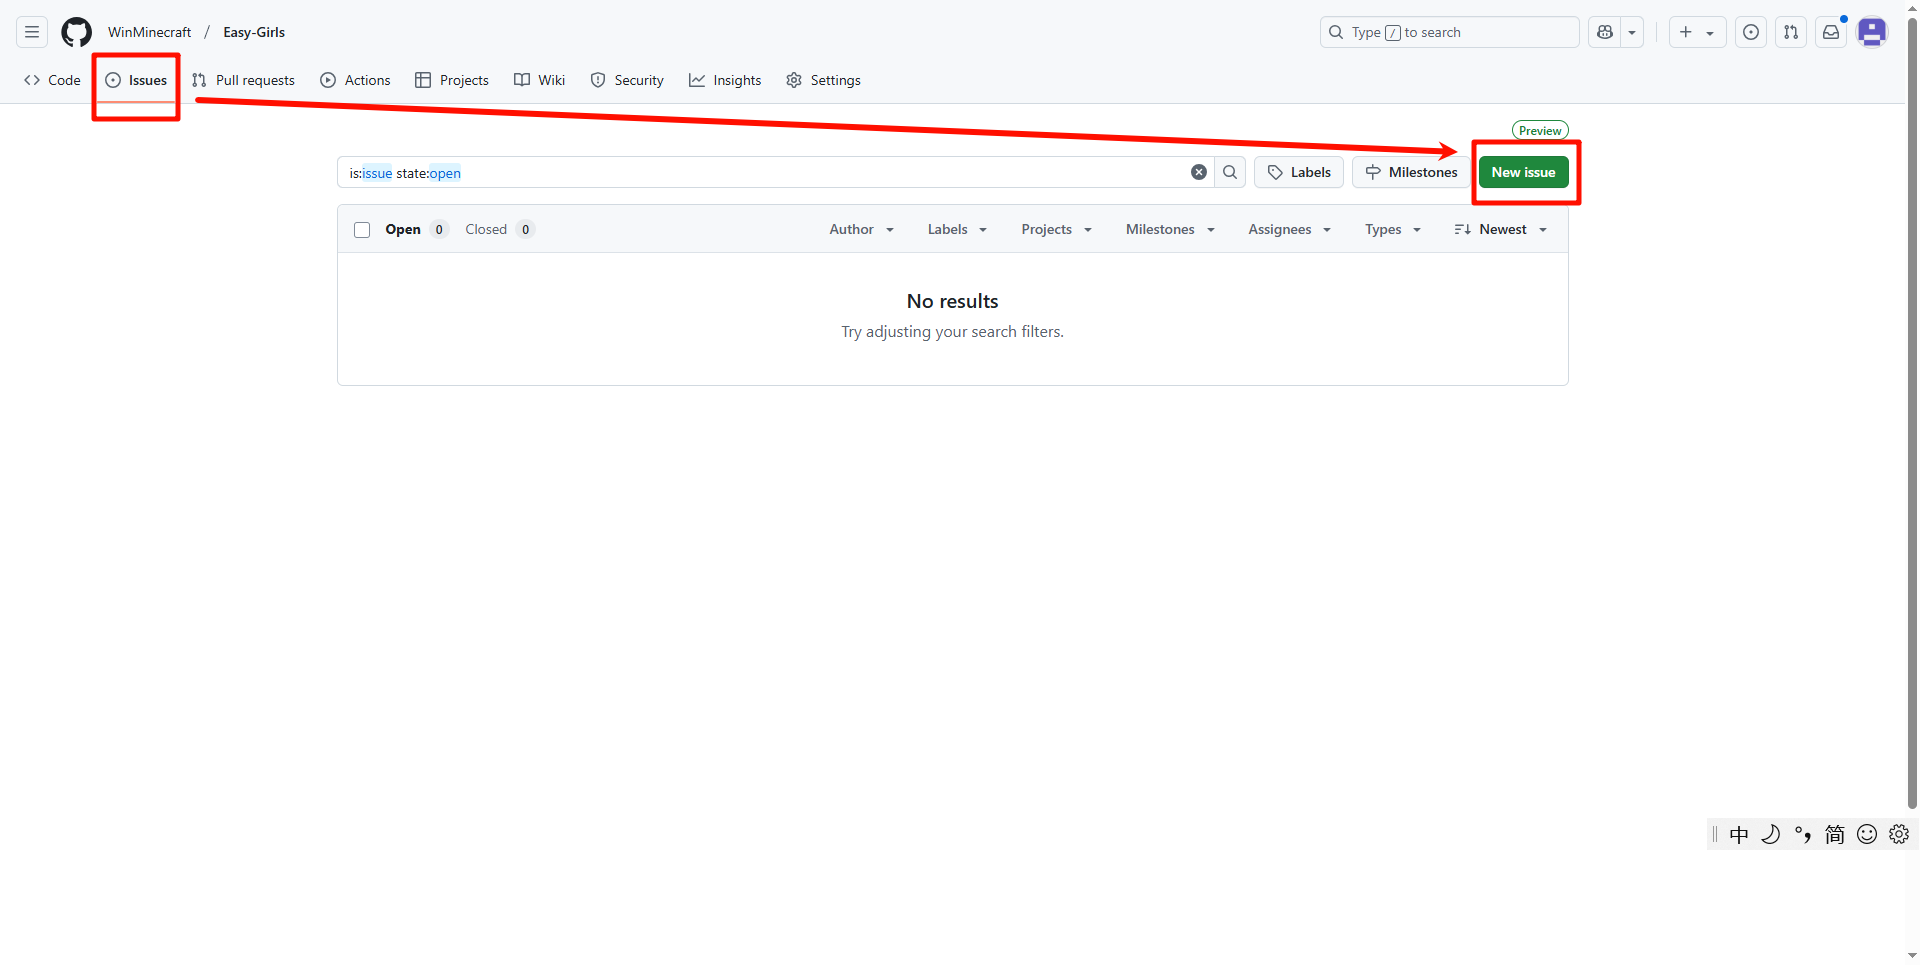 WinMinecraft / Easy-Girls
Type / to search
Code Issues Pull requests Actions Projects Wiki Security Insights Settings
Preview
is:issue state:open
Labels Milestones New issue
Open 0 Closed 0 Author Labels Projects Milestones Assignees Types Newest
No results
Try adjusting your search filters.
中 °, 简